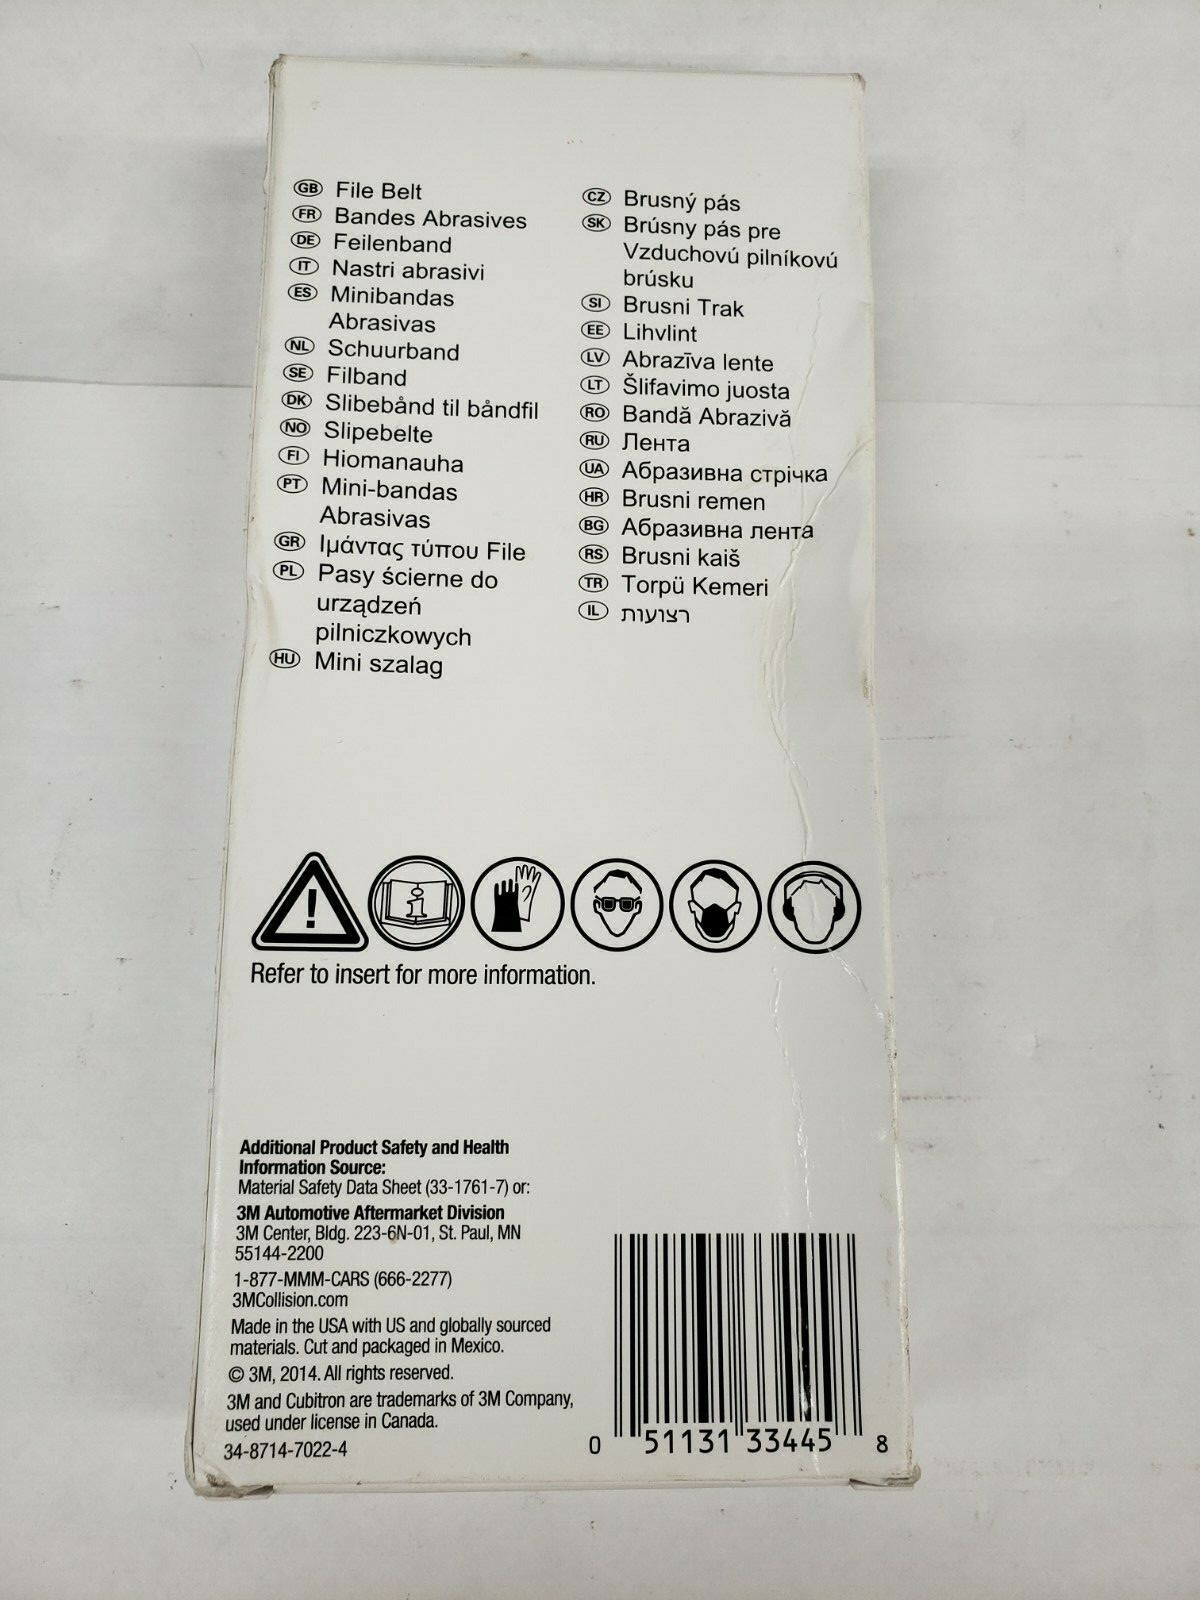 GB File Belt
FR Bandes Abrasives
DE Feilenband
IT Nastri abrasivi
ES Minibandas
Abrasivas
NL Schuurband
SE Filband
DK Slibebånd til båndfil
NO Slipebelte
FI Hiomanauha
PT Mini-bandas
Abrasivas
GR Ιμάντας τύπου File
PL Pasy ścierne do
urządzeń
pilniczkowych
HU Mini szalag
CZ Brusný pás
SK Brúsny pás pre
Vzduchovú pilníkovú
brúsku
SI Brusni Trak
EE Lihvlint
LV Abrazīva lente
LT Šlifavimo juosta
RO Bandă Abrazivă
RU Лента
UA Абразивна стрічка
HR Brusni remen
BG Абразивна лента
RS Brusni kaiš
TR Torpü Kemeri
IL רצועות
!
i
Refer to insert for more information.
Additional Product Safety and Health
Information Source:
Material Safety Data Sheet (33-1761-7) or:
3M Automotive Aftermarket Division
3M Center, Bldg. 223-6N-01, St. Paul, MN
55144-2200
1-877-MMM-CARS (666-2277)
3MCollision.com
Made in the USA with US and globally sourced
materials. Cut and packaged in Mexico.
© 3M, 2014. All rights reserved.
3M and Cubitron are trademarks of 3M Company,
used under license in Canada.
34-8714-7022-4
0 51131 33445 8